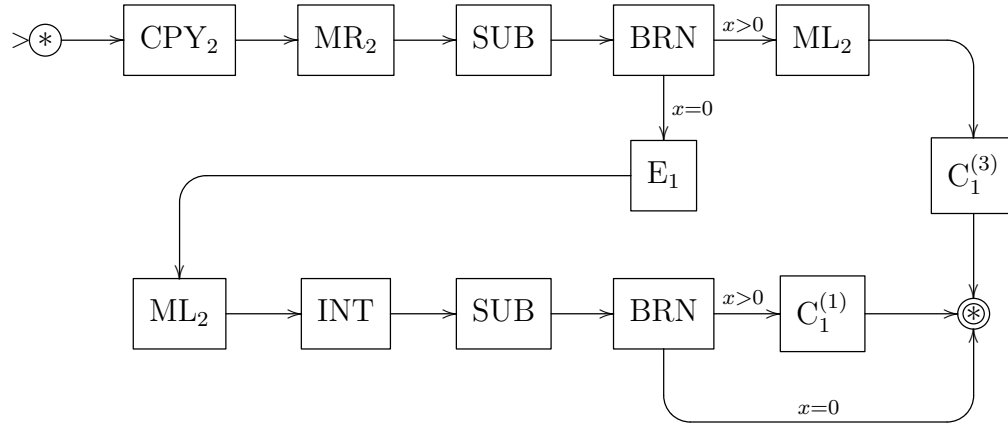 >* CPY₂ MR₂ SUB BRN x>0 ML₂
x=0
E₁ C₁⁽³⁾
ML₂ INT SUB BRN x>0 C₁⁽¹⁾ *
x=0